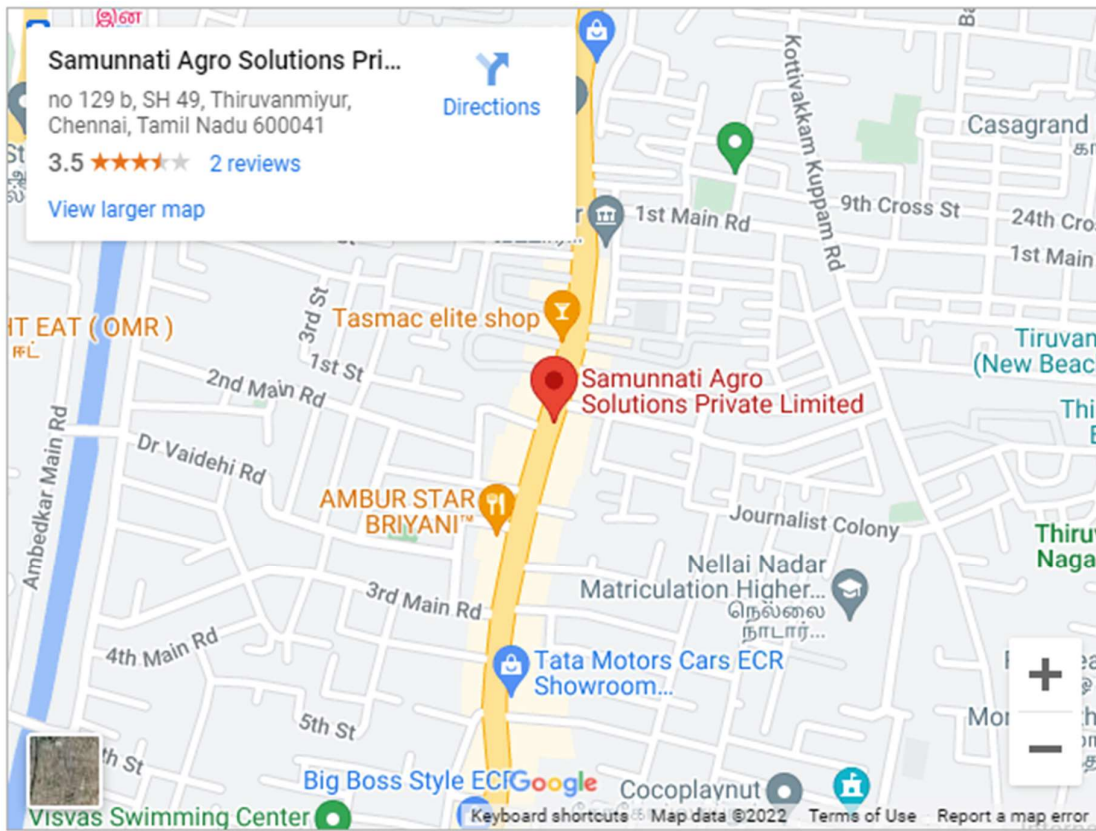 இன
Samunnati Agro Solutions Pri...
no 129 b, SH 49, Thiruvanmiyur,
Chennai, Tamil Nadu 600041
3.5
2 reviews
View larger map
Directions
Kottivakkam Kuppam Rd
Casagrand
9th Cross St
24th Cro
1st Main Rd
1st Main
HT EAT ( OMR )
3rd St
Tasmac elite shop
Tiruvan
(New Beac
1st St
2nd Main Rd
Samunnati Agro
Solutions Private Limited
Ambedkar Main Rd
Dr Vaidehi Rd
AMBUR STAR
BRIYANI™
Journalist Colony
Thiru
Naga
Nellai Nadar
Matriculation Higher...
நெல்லை
நாடார்...
3rd Main Rd
4th Main Rd
Tata Motors Cars ECR
Showroom...
5th St
th St
Big Boss Style ECR
Google
Cocoplaynut
Visvas Swimming Center
Keyboard shortcuts
Map data ©2022
Terms of Use
Report a map error